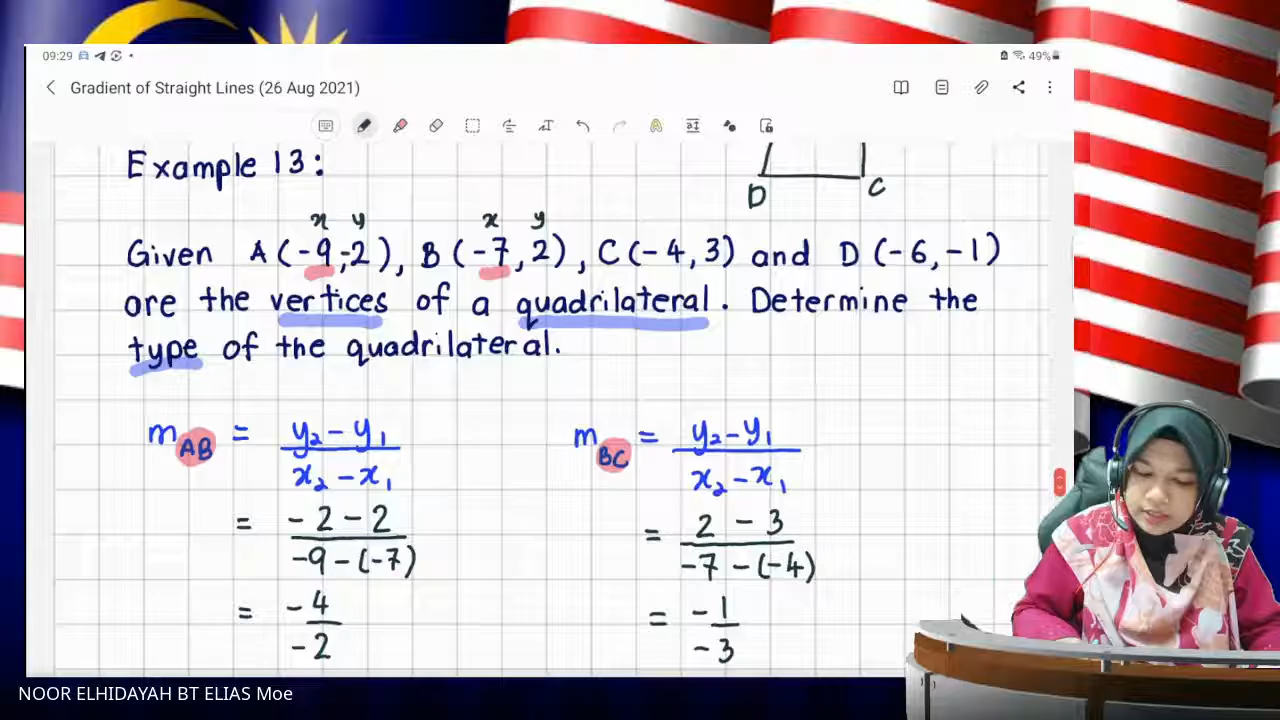 09:29
49%
Gradient of Straight Lines (26 Aug 2021)
Example 13:
D
C
x y x y
Given A(-9,-2), B(-7,2), C(-4,3) and D(-6,-1)
are the vertices of a quadrilateral. Determine the
type of the quadrilateral.
m AB = y₂ - y₁ / x₂ - x₁
= -2 - 2 / -9 - (-7)
= -4 / -2
m BC = y₂ - y₁ / x₂ - x₁
= 2 - 3 / -7 - (-4)
= -1 / -3
NOOR ELHIDAYAH BT ELIAS Moe